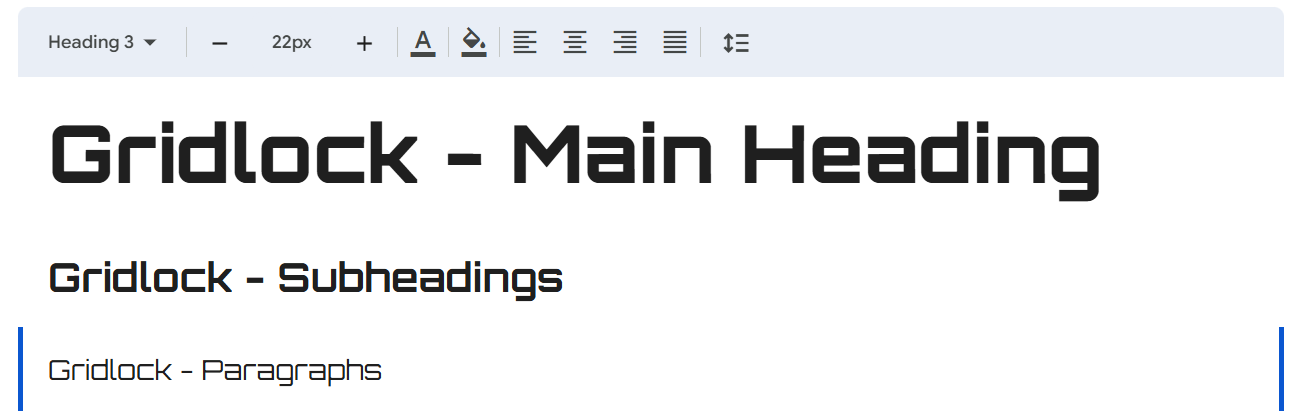 Heading 3 − 22px + A
Gridlock - Main Heading
Gridlock - Subheadings
Gridlock - Paragraphs